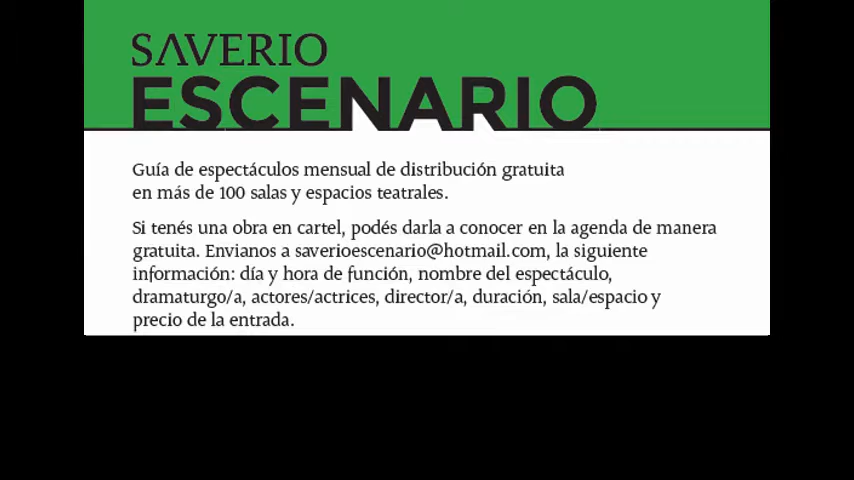 SAVERIO
ESCENARIO
Guía de espectáculos mensual de distribución gratuita
en más de 100 salas y espacios teatrales.
Si tenés una obra en cartel, podés darla a conocer en la agenda de manera
gratuita. Envianos a saverioescenario@hotmail.com, la siguiente
información: día y hora de función, nombre del espectáculo,
dramaturgo/a, actores/actrices, director/a, duración, sala/espacio y
precio de la entrada.